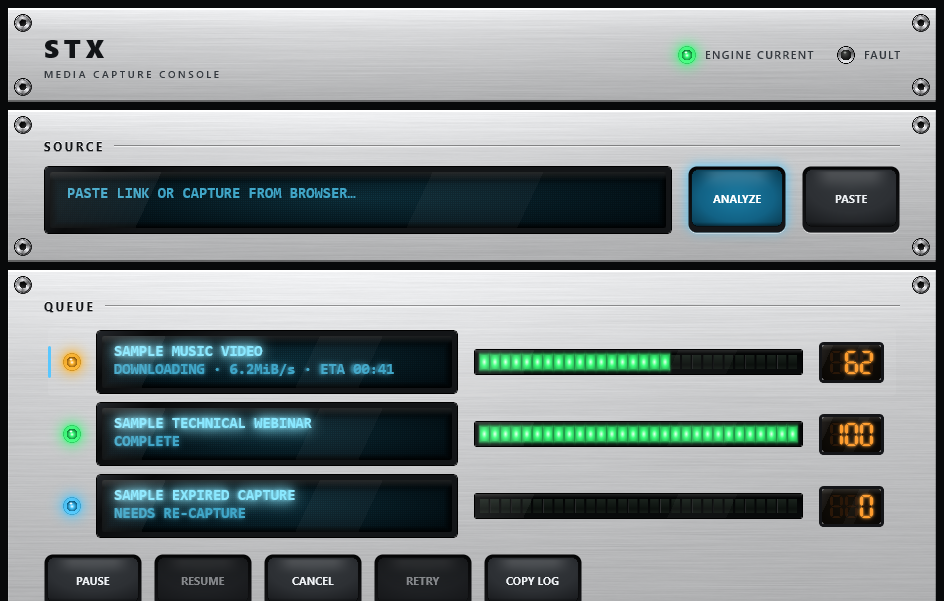 STX
MEDIA CAPTURE CONSOLE
ENGINE CURRENT
FAULT
SOURCE
PASTE LINK OR CAPTURE FROM BROWSER…
ANALYZE
PASTE
QUEUE
SAMPLE MUSIC VIDEO
DOWNLOADING · 6.2MiB/s · ETA 00:41
62
SAMPLE TECHNICAL WEBINAR
COMPLETE
100
SAMPLE EXPIRED CAPTURE
NEEDS RE-CAPTURE
0
PAUSE
RESUME
CANCEL
RETRY
COPY LOG